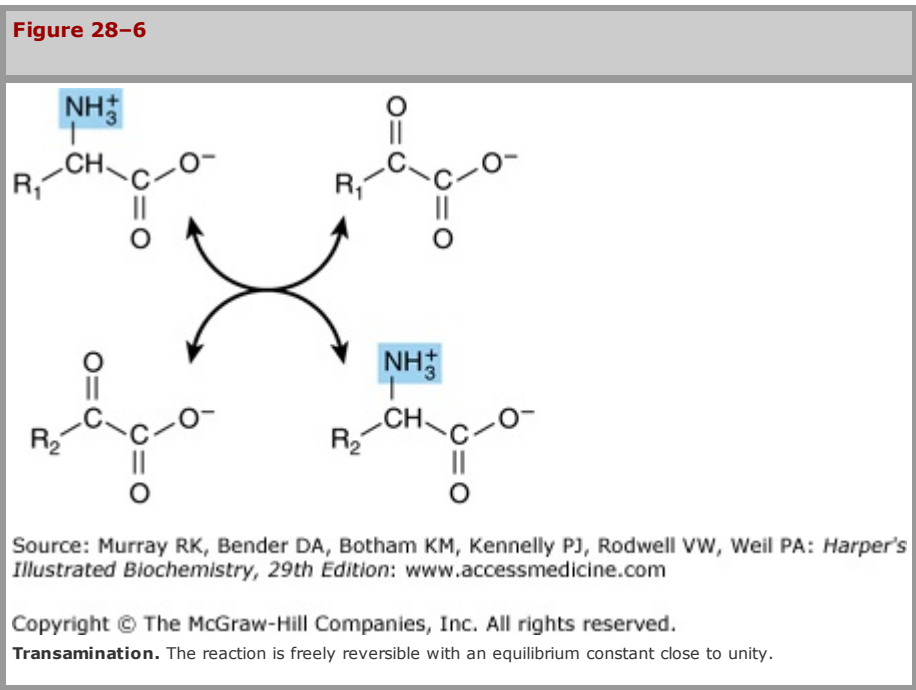 Figure 28–6
NH₃⁺
O
R₁
CH
C
O⁻
O
R₁
C
C
O⁻
O
O
NH₃⁺
R₂
C
C
O⁻
O
R₂
CH
C
O⁻
O
Source: Murray RK, Bender DA, Botham KM, Kennelly PJ, Rodwell VW, Weil PA: Harper's
Illustrated Biochemistry, 29th Edition: www.accessmedicine.com
Copyright © The McGraw-Hill Companies, Inc. All rights reserved.
Transamination. The reaction is freely reversible with an equilibrium constant close to unity.